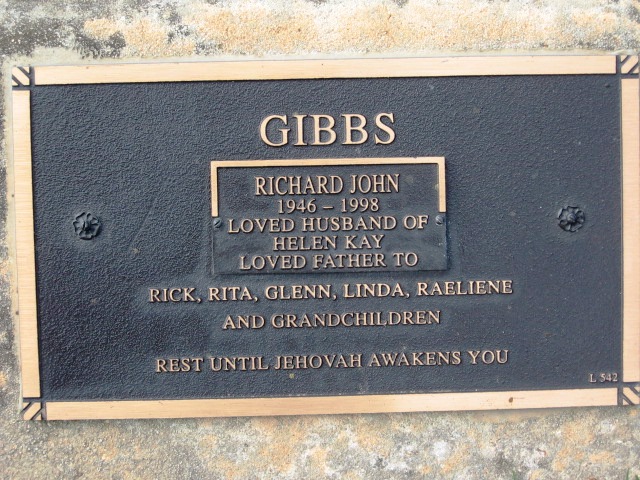 GIBBS
RICHARD JOHN
1946 – 1998
LOVED HUSBAND OF
HELEN KAY
LOVED FATHER TO
RICK, RITA, GLENN, LINDA, RAELIENE
AND GRANDCHILDREN
REST UNTIL JEHOVAH AWAKENS YOU
L 542